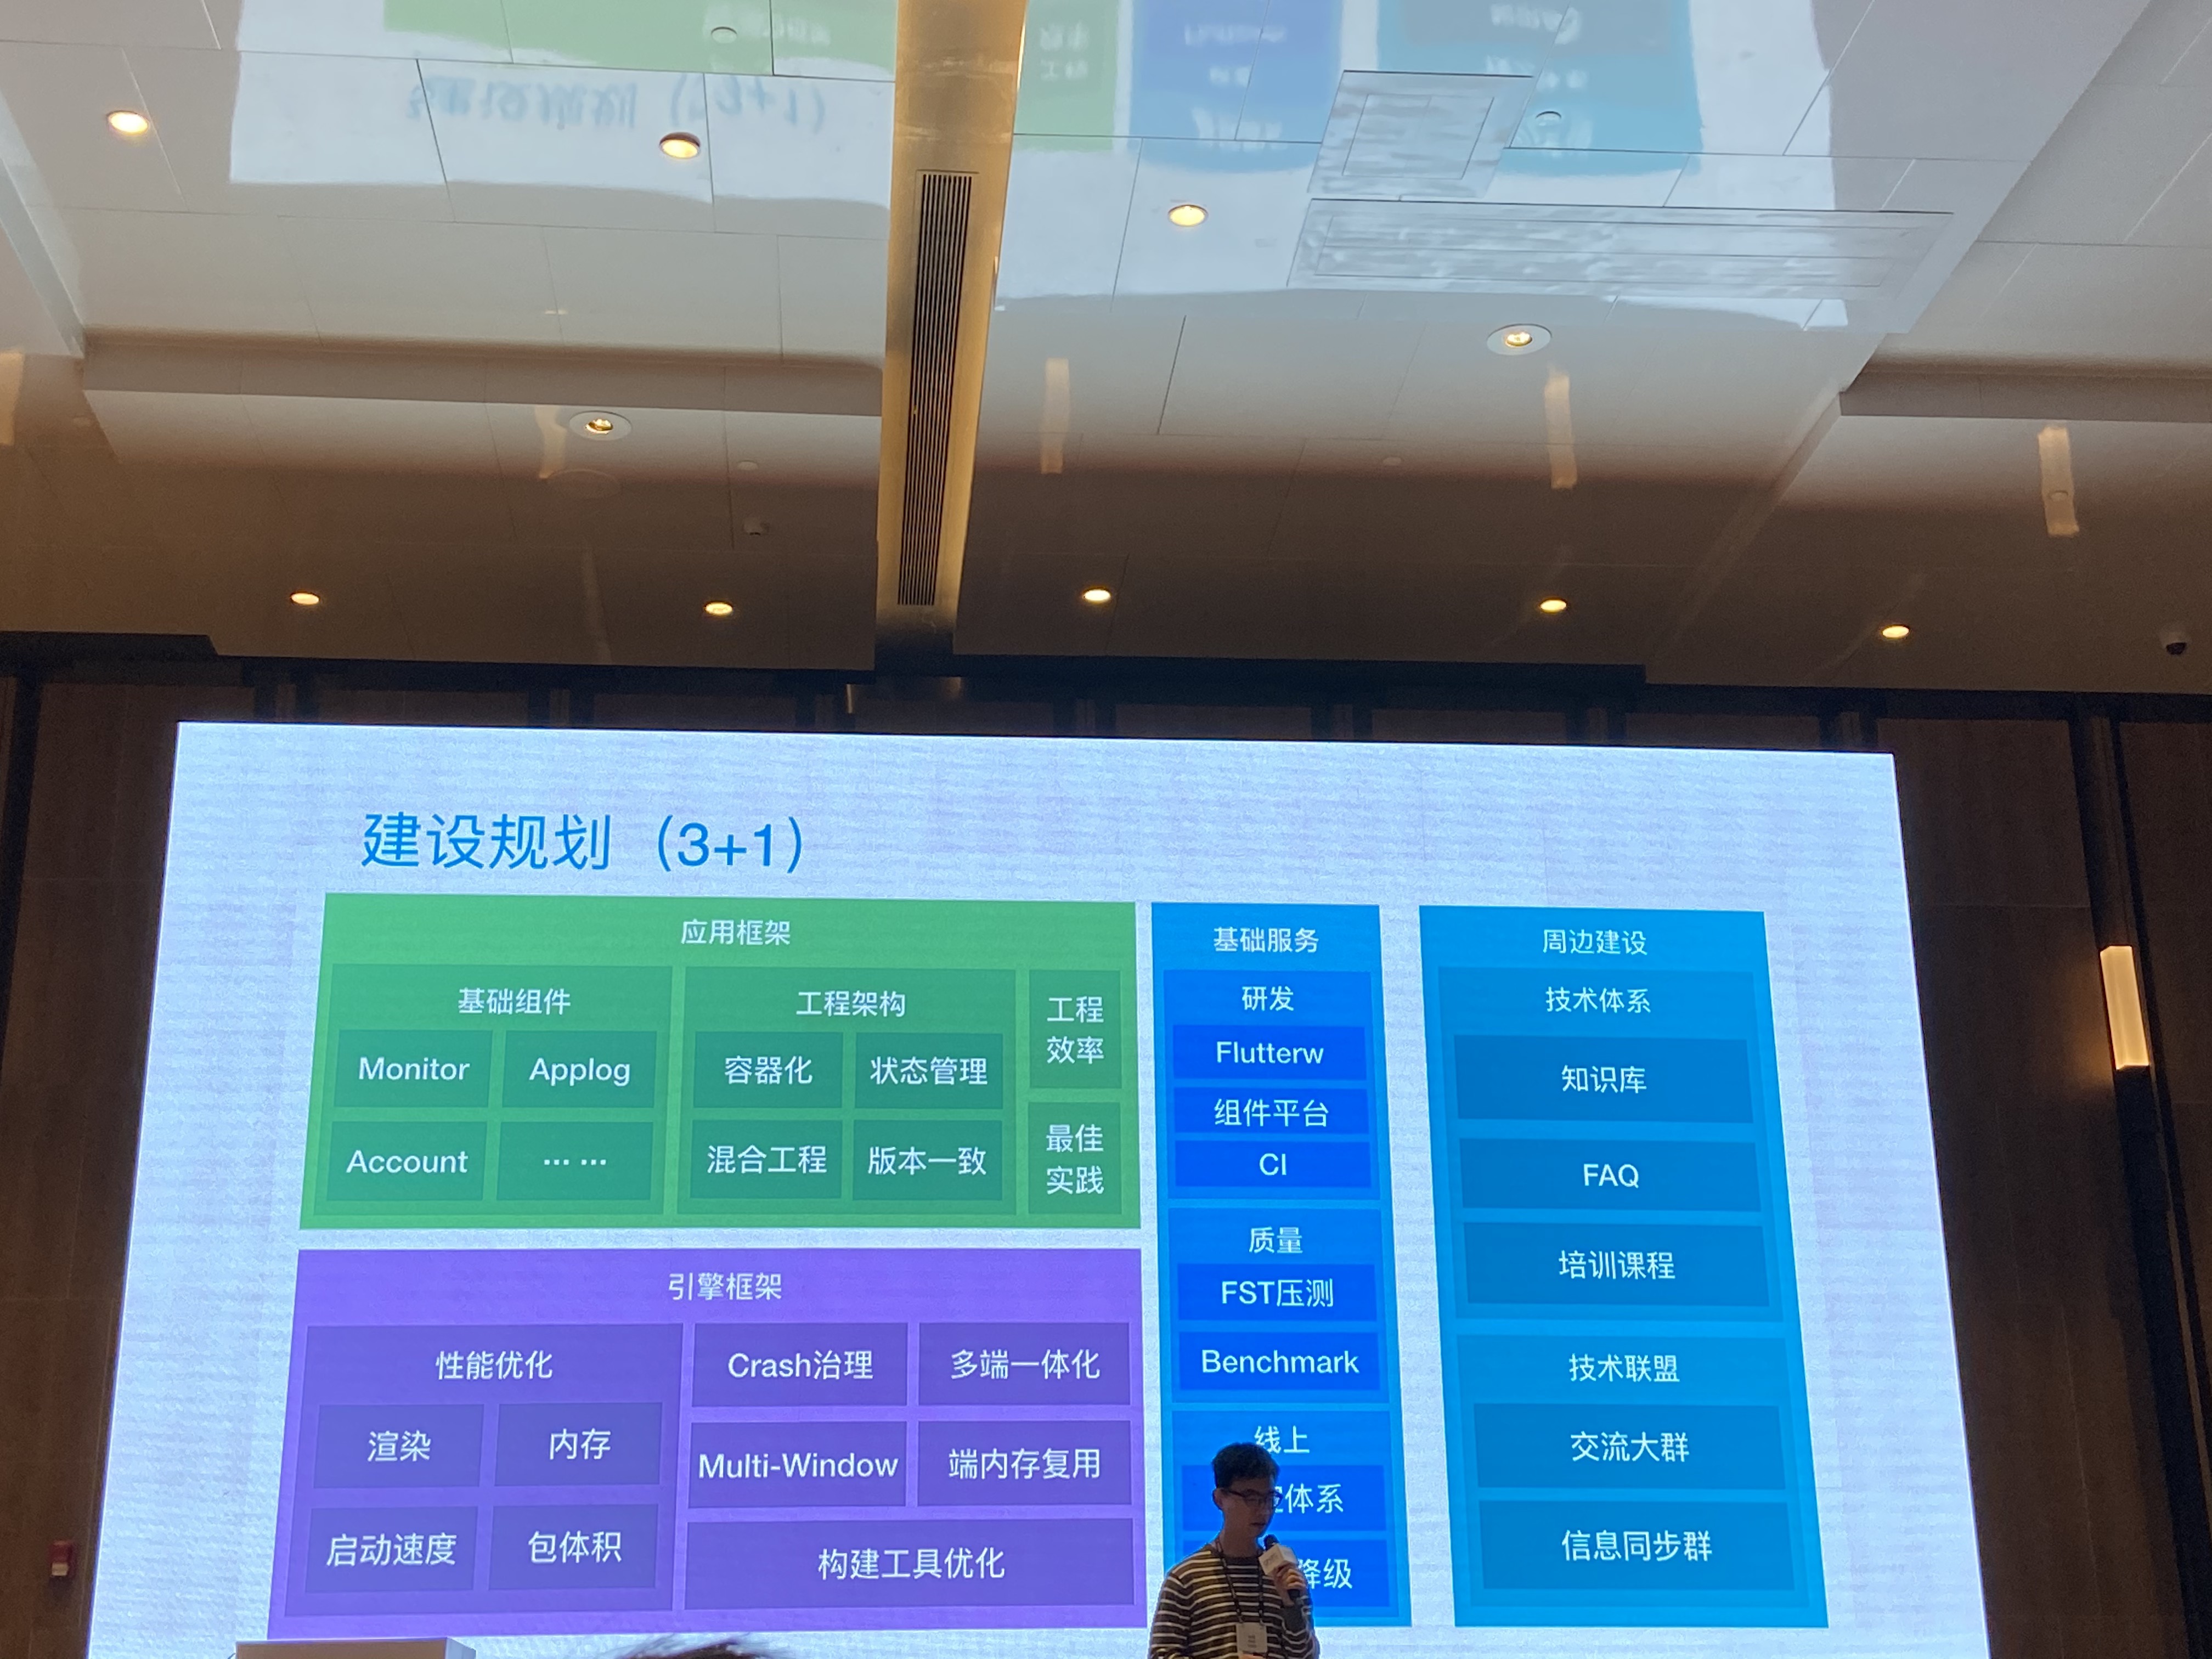 建设规划（3+1）
应用框架
基础组件
Monitor
Applog
Account
... ...
工程架构
容器化
状态管理
混合工程
版本一致
工程
效率
最佳
实践
引擎框架
性能优化
渲染
内存
启动速度
包体积
Crash治理
多端一体化
Multi-Window
端内存复用
构建工具优化
基础服务
研发
Flutterw
组件平台
CI
质量
FST压测
Benchmark
线上
体系
降级
周边建设
技术体系
知识库
FAQ
培训课程
技术联盟
交流大群
信息同步群